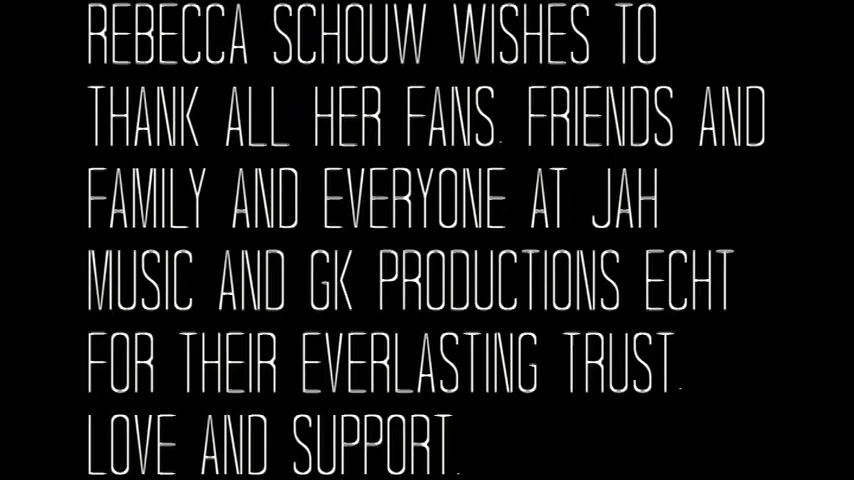 REBECCA SCHOUW WISHES TO
THANK ALL HER FANS. FRIENDS AND
FAMILY AND EVERYONE AT JAH
MUSIC AND GK PRODUCTIONS ECHT
FOR THEIR EVERLASTING TRUST.
LOVE AND SUPPORT.